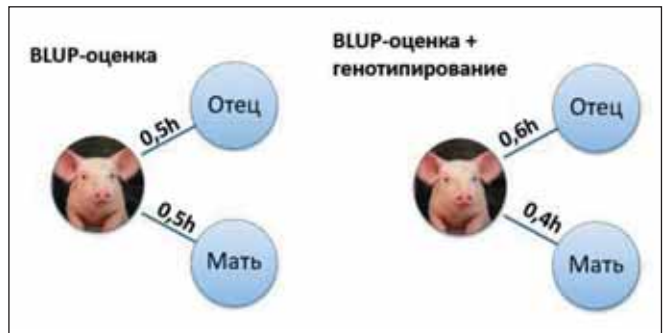 BLUP-оценка
Отец
0,5h
0,5h
Мать
BLUP-оценка +
генотипирование
Отец
0,6h
0,4h
Мать